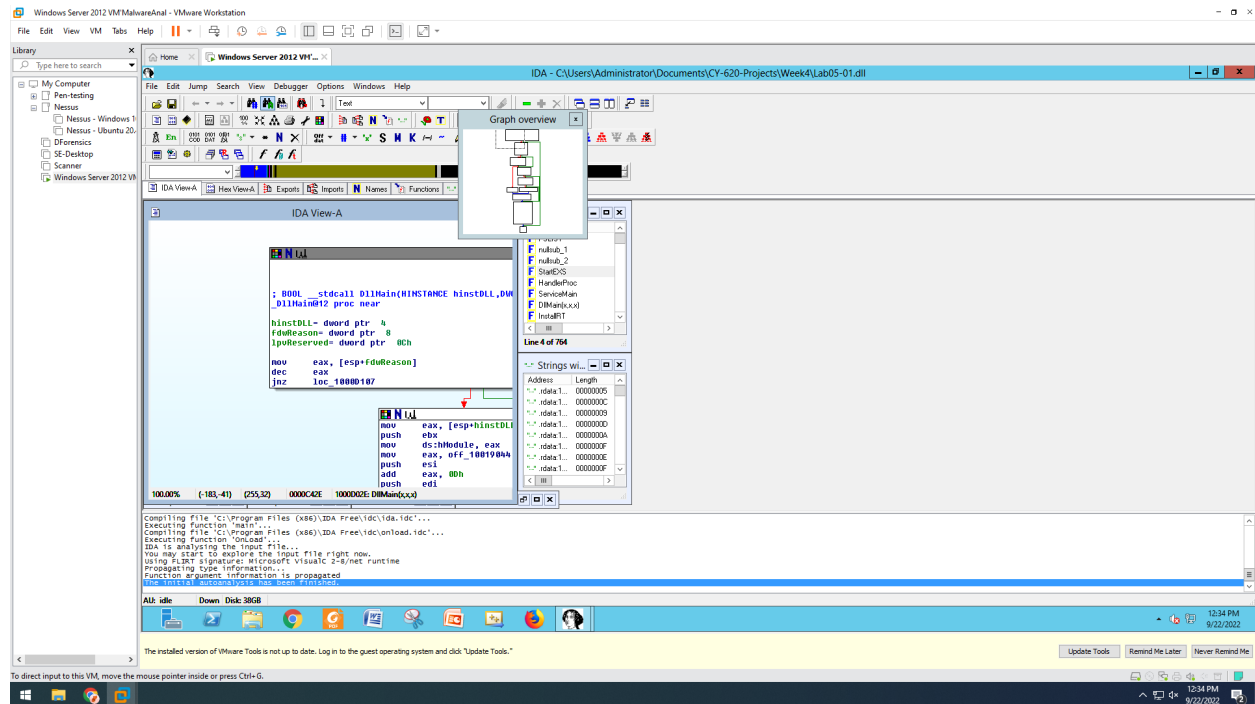 Windows Server 2012 VM'MalwareAnal - VMware Workstation
File Edit View VM Tabs Help
Library
Type here to search
My Computer
Pen-testing
Nessus
Nessus - Windows 1
Nessus - Ubuntu 20.
DForensics
SE-Desktop
Scanner
Windows Server 2012 VM
Home
Windows Server 2012 VM'...
IDA - C:\Users\Administrator\Documents\CY-620-Projects\Week4\Lab05-01.dll
File Edit Jump Search View Debugger Options Windows Help
Text
Graph overview
IDA View-A Hex View-A Exports Imports N Names Functions
IDA View-A
; BOOL __stdcall DllMain(HINSTANCE hinstDLL,DW
_DllMain@12 proc near
hinstDLL= dword ptr 4
fdwReason= dword ptr 8
lpvReserved= dword ptr 0Ch
mov eax, [esp+fdwReason]
dec eax
jnz loc_1000D107
mov eax, [esp+hinstDLL
push ebx
mov ds:hModule, eax
mov eax, off_10019044
push esi
add eax, 0Dh
push edi
100.00% (-183,-41) (255,32) 0000C42E 1000D02E: DllMain(x,x,x)
F nullsub_1
F nullsub_2
F StartEXS
F HandlerProc
F ServiceMain
F DllMain(x,x,x)
F InstallRT
Line 4 of 764
Strings wi...
Address Length
.rdata:1... 00000005
.rdata:1... 0000000C
.rdata:1... 00000009
.rdata:1... 0000000D
.rdata:1... 0000000A
.rdata:1... 0000000F
.rdata:1... 0000000E
.rdata:1... 0000000F
Compiling file 'C:\Program Files (x86)\IDA Free\idc\ida.idc'...
Executing function 'main'...
Compiling file 'C:\Program Files (x86)\IDA Free\idc\onload.idc'...
Executing function 'OnLoad'...
IDA is analysing the input file...
You may start to explore the input file right now.
Using FLIRT signature: Microsoft VisualC 2-8/net runtime
Propagating type information...
Function argument information is propagated
The initial autoanalysis has been finished.
AU: idle Down Disk: 38GB
12:34 PM
9/22/2022
The installed version of VMware Tools is not up to date. Log in to the guest operating system and click "Update Tools."
Update Tools
Remind Me Later
Never Remind Me
To direct input to this VM, move the mouse pointer inside or press Ctrl+G.
12:34 PM
9/22/2022